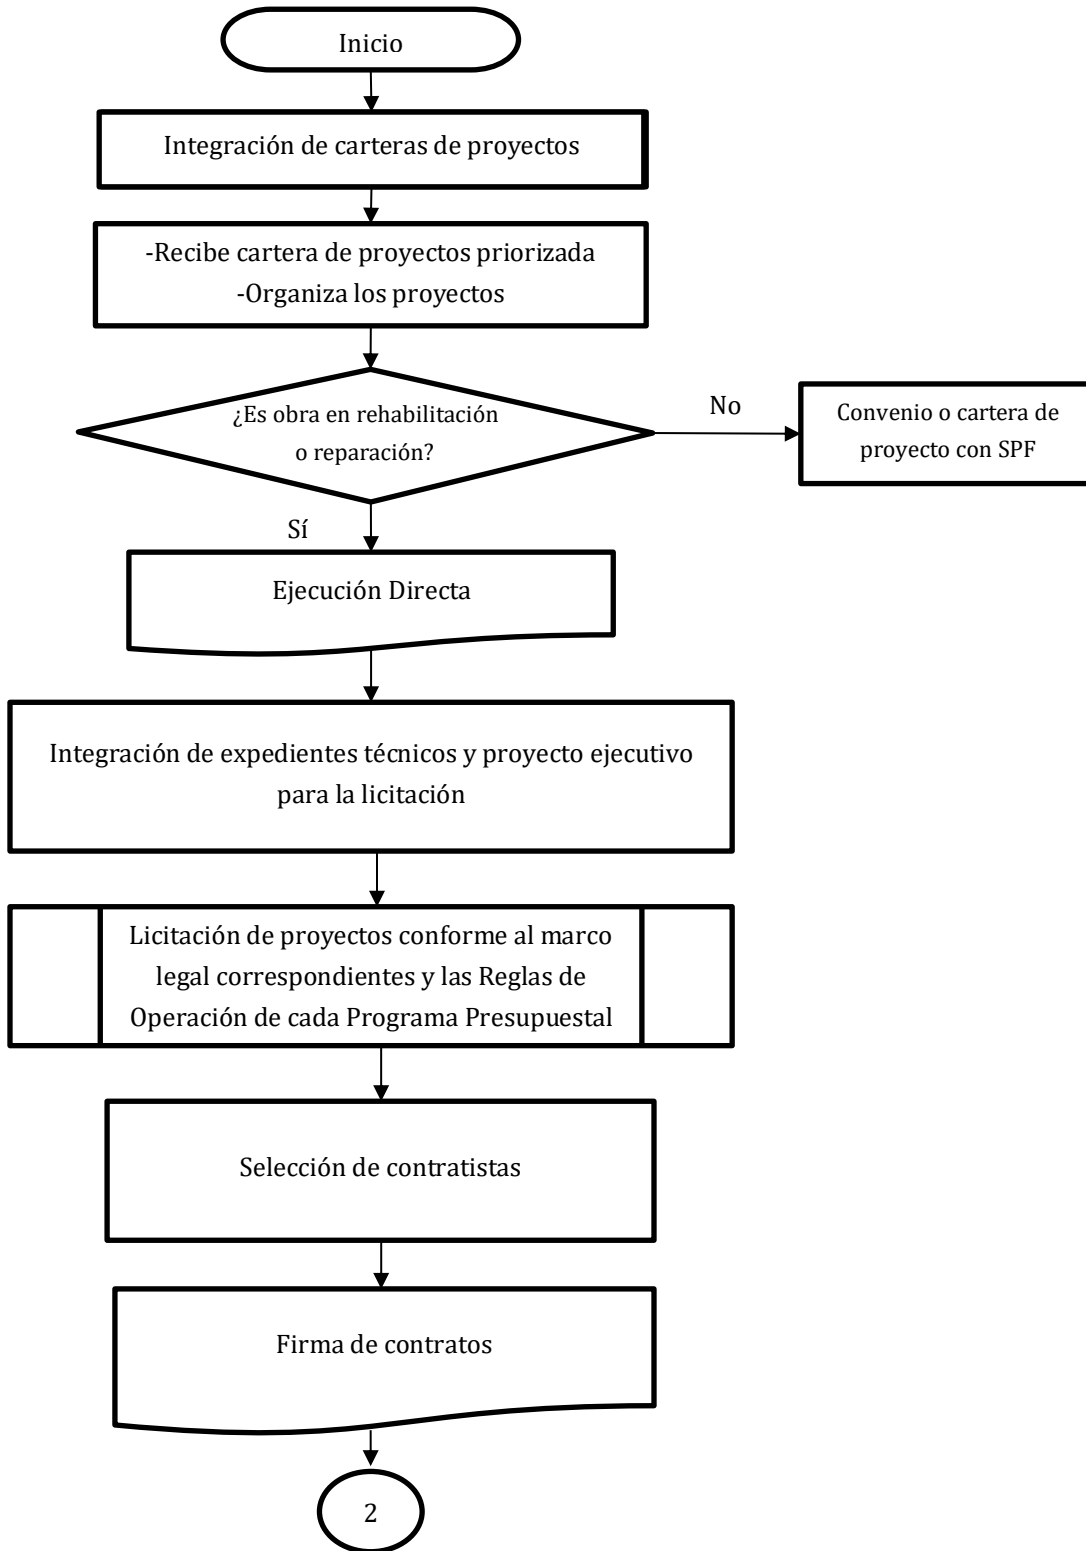 Inicio
Integración de carteras de proyectos
-Recibe cartera de proyectos priorizada
-Organiza los proyectos
¿Es obra en rehabilitación
o reparación?
No
Convenio o cartera de
proyecto con SPF
Sí
Ejecución Directa
Integración de expedientes técnicos y proyecto ejecutivo
para la licitación
Licitación de proyectos conforme al marco
legal correspondientes y las Reglas de
Operación de cada Programa Presupuestal
Selección de contratistas
Firma de contratos
2